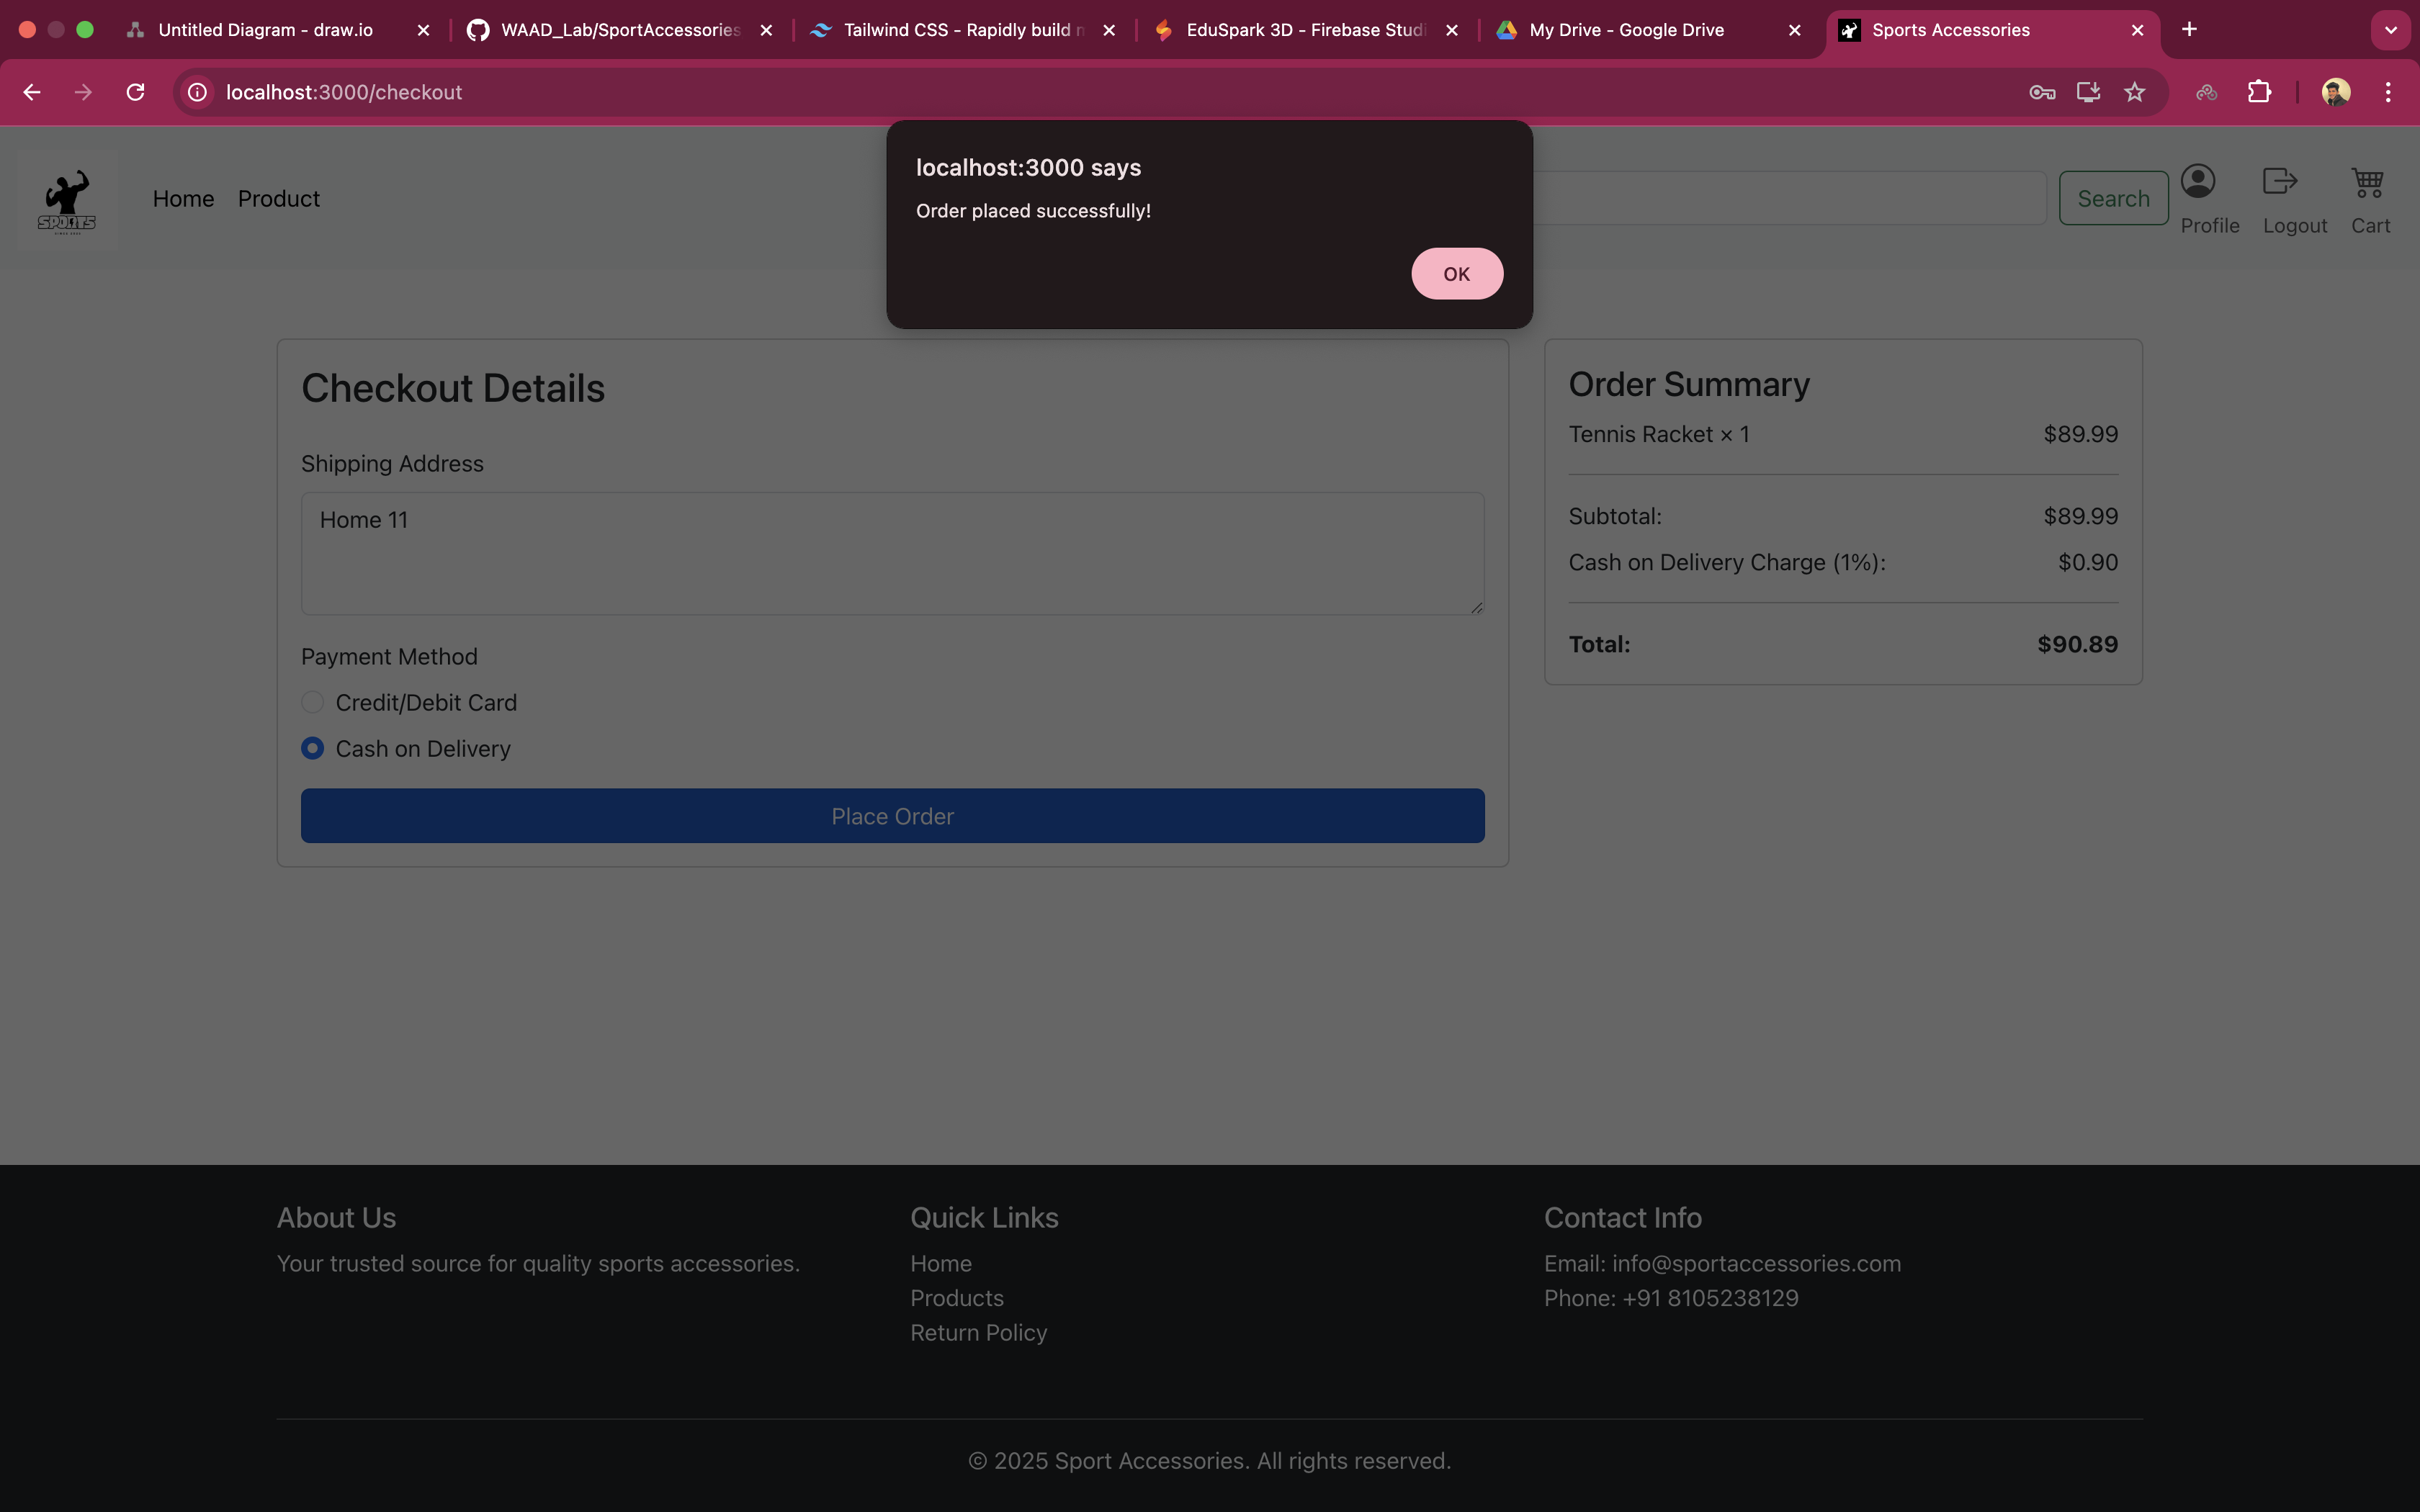 Untitled Diagram - draw.io
WAAD_Lab/SportAccessories
Tailwind CSS - Rapidly build
EduSpark 3D - Firebase Studi
My Drive - Google Drive
Sports Accessories
localhost:3000/checkout
localhost:3000 says
Order placed successfully!
OK
SPORTS
Home
Product
Search
Profile
Logout
Cart
Checkout Details
Shipping Address
Home 11
Payment Method
Credit/Debit Card
Cash on Delivery
Place Order
Order Summary
Tennis Racket × 1 $89.99
Subtotal: $89.99
Cash on Delivery Charge (1%): $0.90
Total: $90.89
About Us
Your trusted source for quality sports accessories.
Quick Links
Home
Products
Return Policy
Contact Info
Email: info@sportaccessories.com
Phone: +91 8105238129
© 2025 Sport Accessories. All rights reserved.